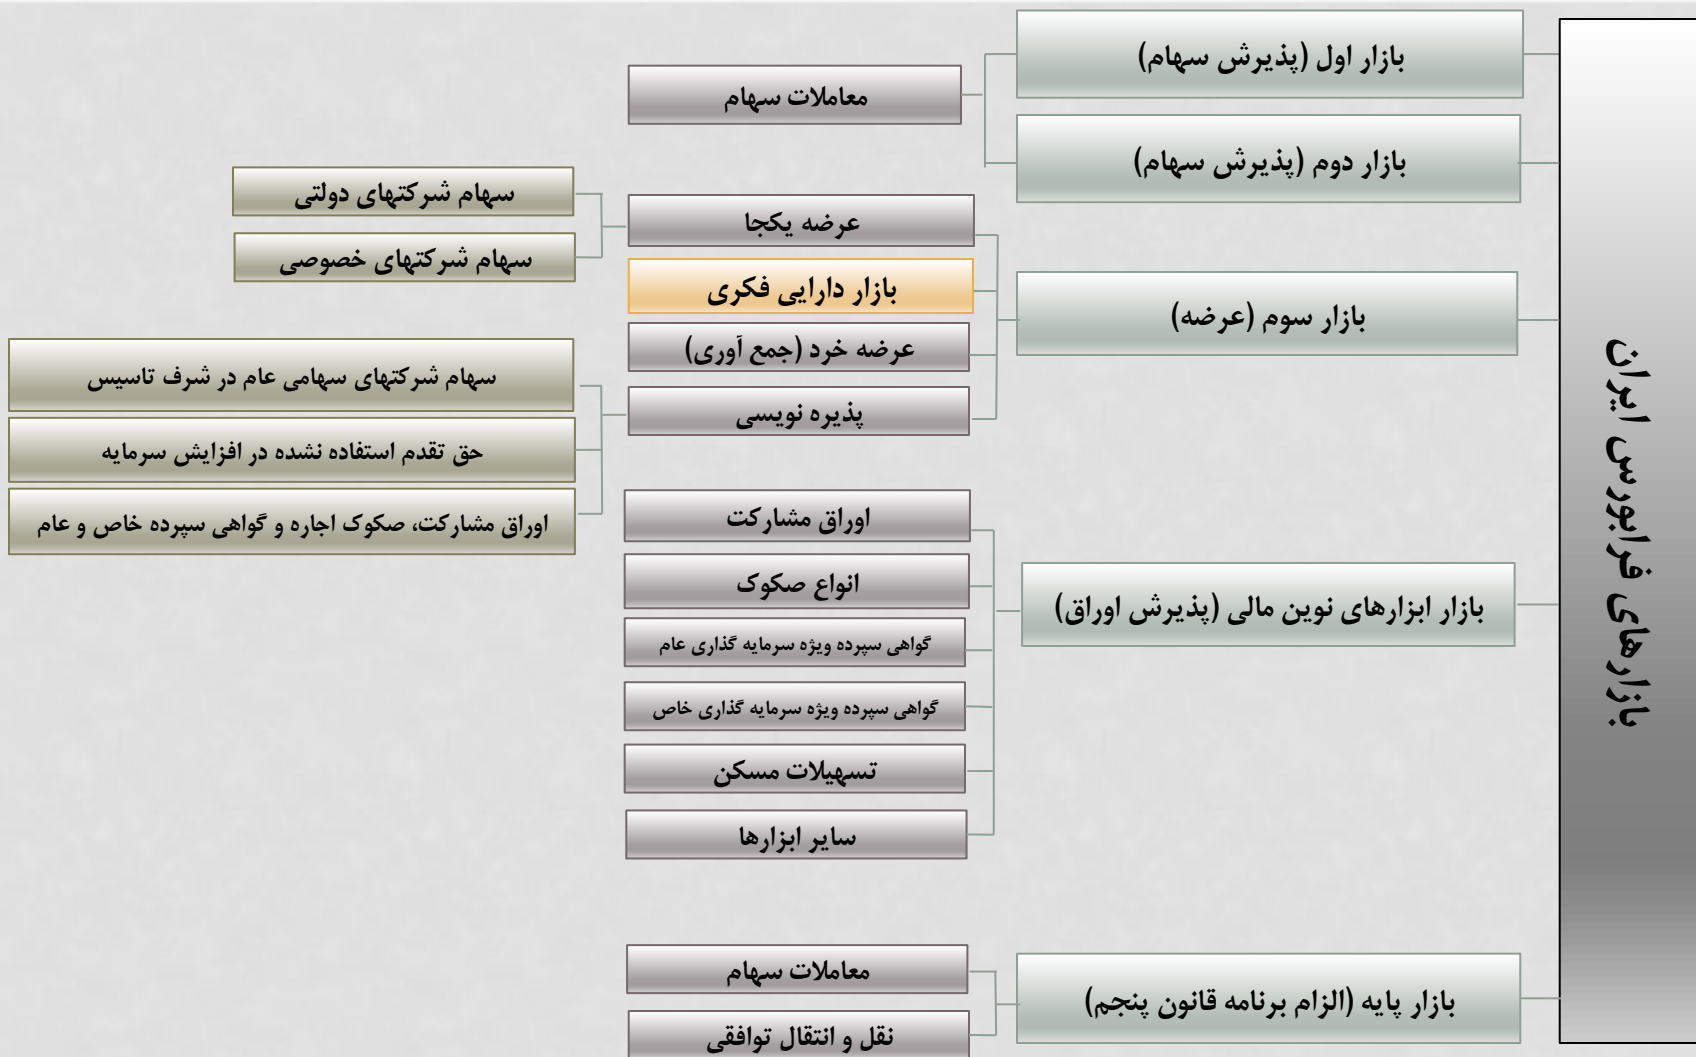 بازارهای فرابورس ایران
بازار اول (پذیرش سهام)
بازار دوم (پذیرش سهام)
معاملات سهام
بازار سوم (عرضه)
عرضه یکجا
سهام شرکتهای دولتی
سهام شرکتهای خصوصی
بازار دارایی فکری
عرضه خرد (جمع آوری)
پذیره نویسی
سهام شرکتهای سهامی عام در شرف تاسیس
حق تقدم استفاده نشده در افزایش سرمایه
اوراق مشارکت، صکوک اجاره و گواهی سپرده خاص و عام
بازار ابزارهای نوین مالی (پذیرش اوراق)
اوراق مشارکت
انواع صکوک
گواهی سپرده ویژه سرمایه گذاری عام
گواهی سپرده ویژه سرمایه گذاری خاص
تسهیلات مسکن
سایر ابزارها
بازار پایه (الزام برنامه قانون پنجم)
معاملات سهام
نقل و انتقال توافقی